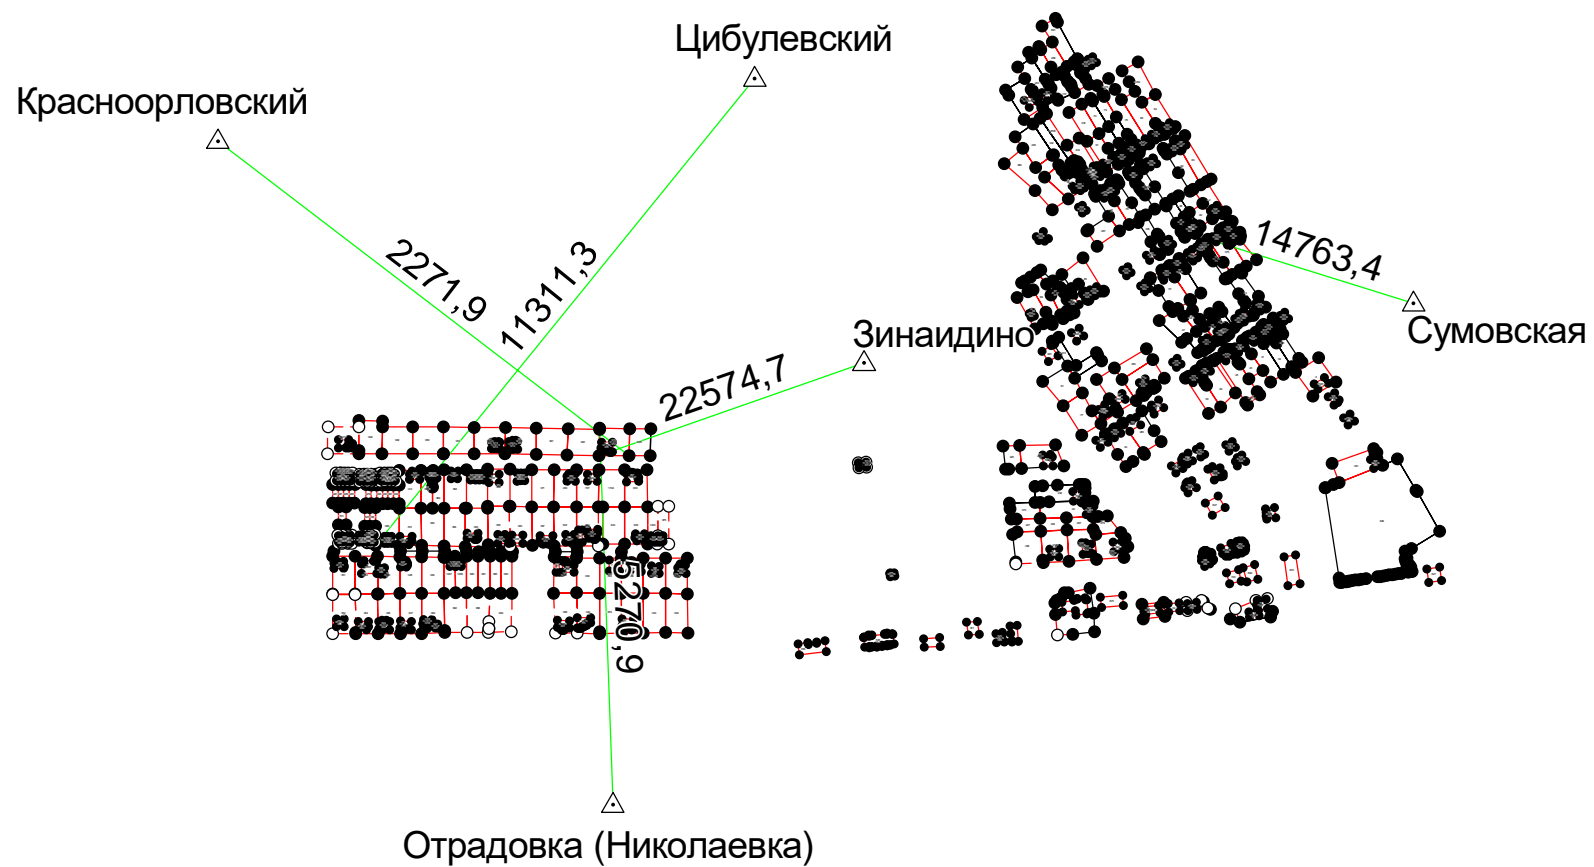 Цибулевский
Красноорловский
2271,9
11311,3
14763,4
Зинаидино
Сумовская
22574,7
5270,9
Отрадовка (Николаевка)